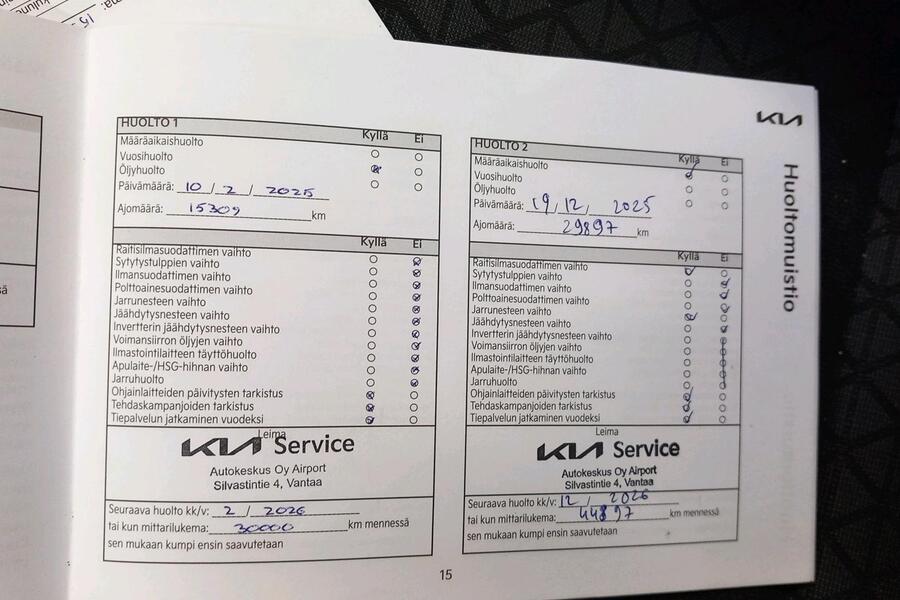 KIA
Huoltomuistio
HUOLTO 1
Kyllä Ei
Määräaikaishuolto
Vuosihuolto
Öljyhuolto
Päivämäärä: 10 / 2 / 2025
Ajomäärä: 15309 km
Kyllä Ei
Raitisilmasuodattimen vaihto
Sytytystulppien vaihto
Ilmansuodattimen vaihto
Polttoainesuodattimen vaihto
Jarrunesteen vaihto
Jäähdytysnesteen vaihto
Invertterin jäähdytysnesteen vaihto
Voimansiirron öljyjen vaihto
Ilmastointilaitteen täyttöhuolto
Apulaite-/HSG-hihnan vaihto
Jarruhuolto
Ohjainlaitteiden päivitysten tarkistus
Tehdaskampanjoiden tarkistus
Tiepalvelun jatkaminen vuodeksi
Leima
KIA Service
Autokeskus Oy Airport
Silvastintie 4, Vantaa
Seuraava huolto kk/v: 2 / 2026
tai kun mittarilukema: 30000 km mennessä
sen mukaan kumpi ensin saavutetaan
HUOLTO 2
Kyllä Ei
Määräaikaishuolto
Vuosihuolto
Öljyhuolto
Päivämäärä: 19 / 12 / 2025
Ajomäärä: 29897 km
Kyllä Ei
Raitisilmasuodattimen vaihto
Sytytystulppien vaihto
Ilmansuodattimen vaihto
Polttoainesuodattimen vaihto
Jarrunesteen vaihto
Jäähdytysnesteen vaihto
Invertterin jäähdytysnesteen vaihto
Voimansiirron öljyjen vaihto
Ilmastointilaitteen täyttöhuolto
Apulaite-/HSG-hihnan vaihto
Jarruhuolto
Ohjainlaitteiden päivitysten tarkistus
Tehdaskampanjoiden tarkistus
Tiepalvelun jatkaminen vuodeksi
Leima
KIA Service
Autokeskus Oy Airport
Silvastintie 4, Vantaa
Seuraava huolto kk/v: 12 / 2026
tai kun mittarilukema: 44897 km mennessä
sen mukaan kumpi ensin saavutetaan
15